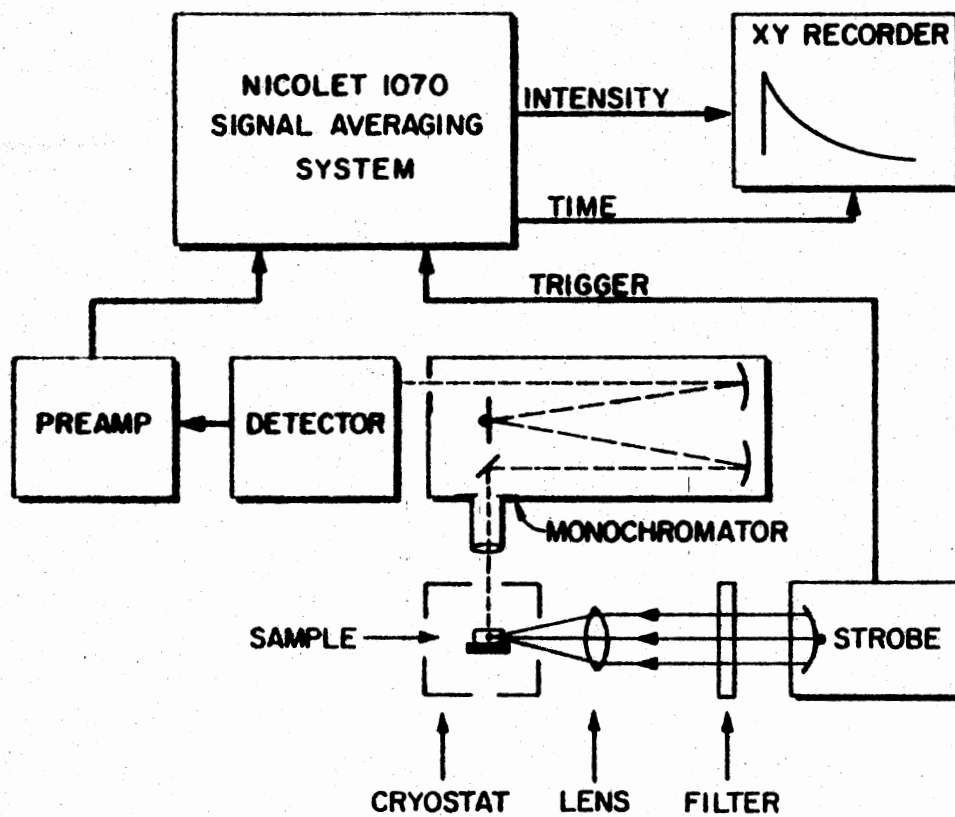 NICOLET 1070
SIGNAL AVERAGING
SYSTEM
XY RECORDER
INTENSITY
TIME
TRIGGER
PREAMP
DETECTOR
MONOCHROMATOR
SAMPLE
STROBE
CRYOSTAT
LENS
FILTER